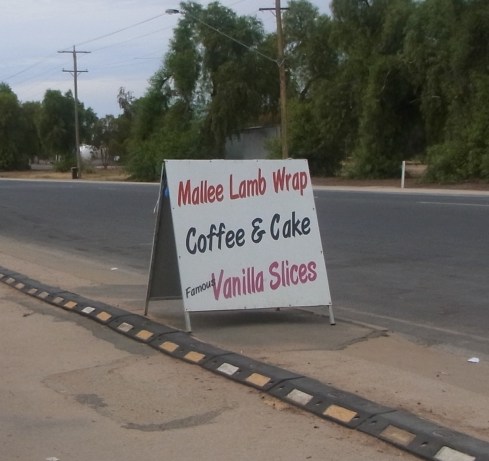 Mallee Lamb Wrap
Coffee & Cake
Famous Vanilla Slices